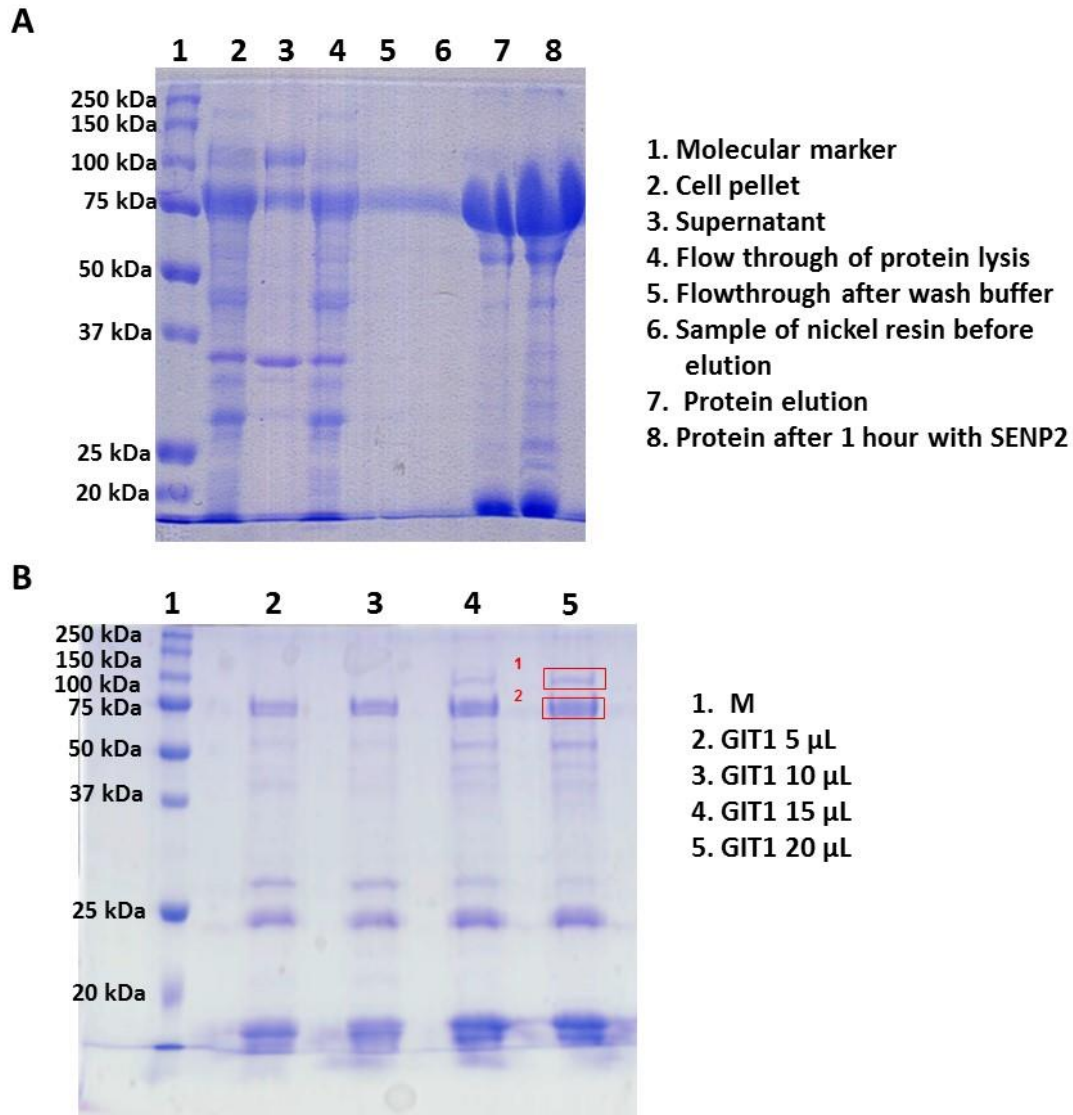 A
1 2 3 4 5 6 7 8
250 kDa
150 kDa
100 kDa
75 kDa
50 kDa
37 kDa
25 kDa
20 kDa
1. Molecular marker
2. Cell pellet
3. Supernatant
4. Flow through of protein lysis
5. Flowthrough after wash buffer
6. Sample of nickel resin before
elution
7. Protein elution
8. Protein after 1 hour with SENP2
B
1 2 3 4 5
250 kDa
150 kDa
100 kDa
75 kDa
50 kDa
37 kDa
25 kDa
20 kDa
1
2
1. M
2. GIT1 5 µL
3. GIT1 10 µL
4. GIT1 15 µL
5. GIT1 20 µL